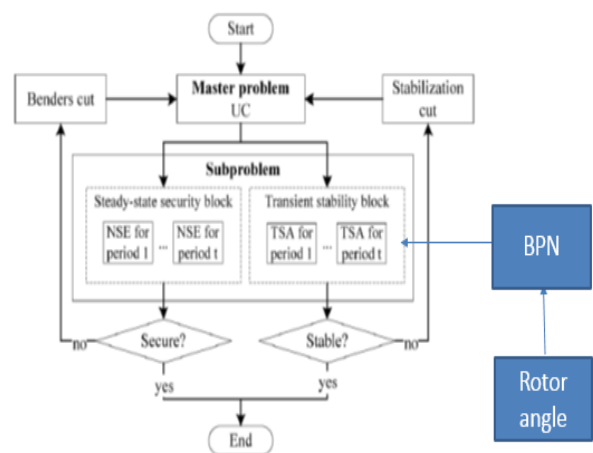 Start
Benders cut
Master problem
UC
Stabilization
cut
Subproblem
Steady-state security block
NSE for
period 1
...
NSE for
period t
Transient stability block
TSA for
period 1
...
TSA for
period t
BPN
Rotor
angle
Secure?
no
yes
Stable?
no
yes
End